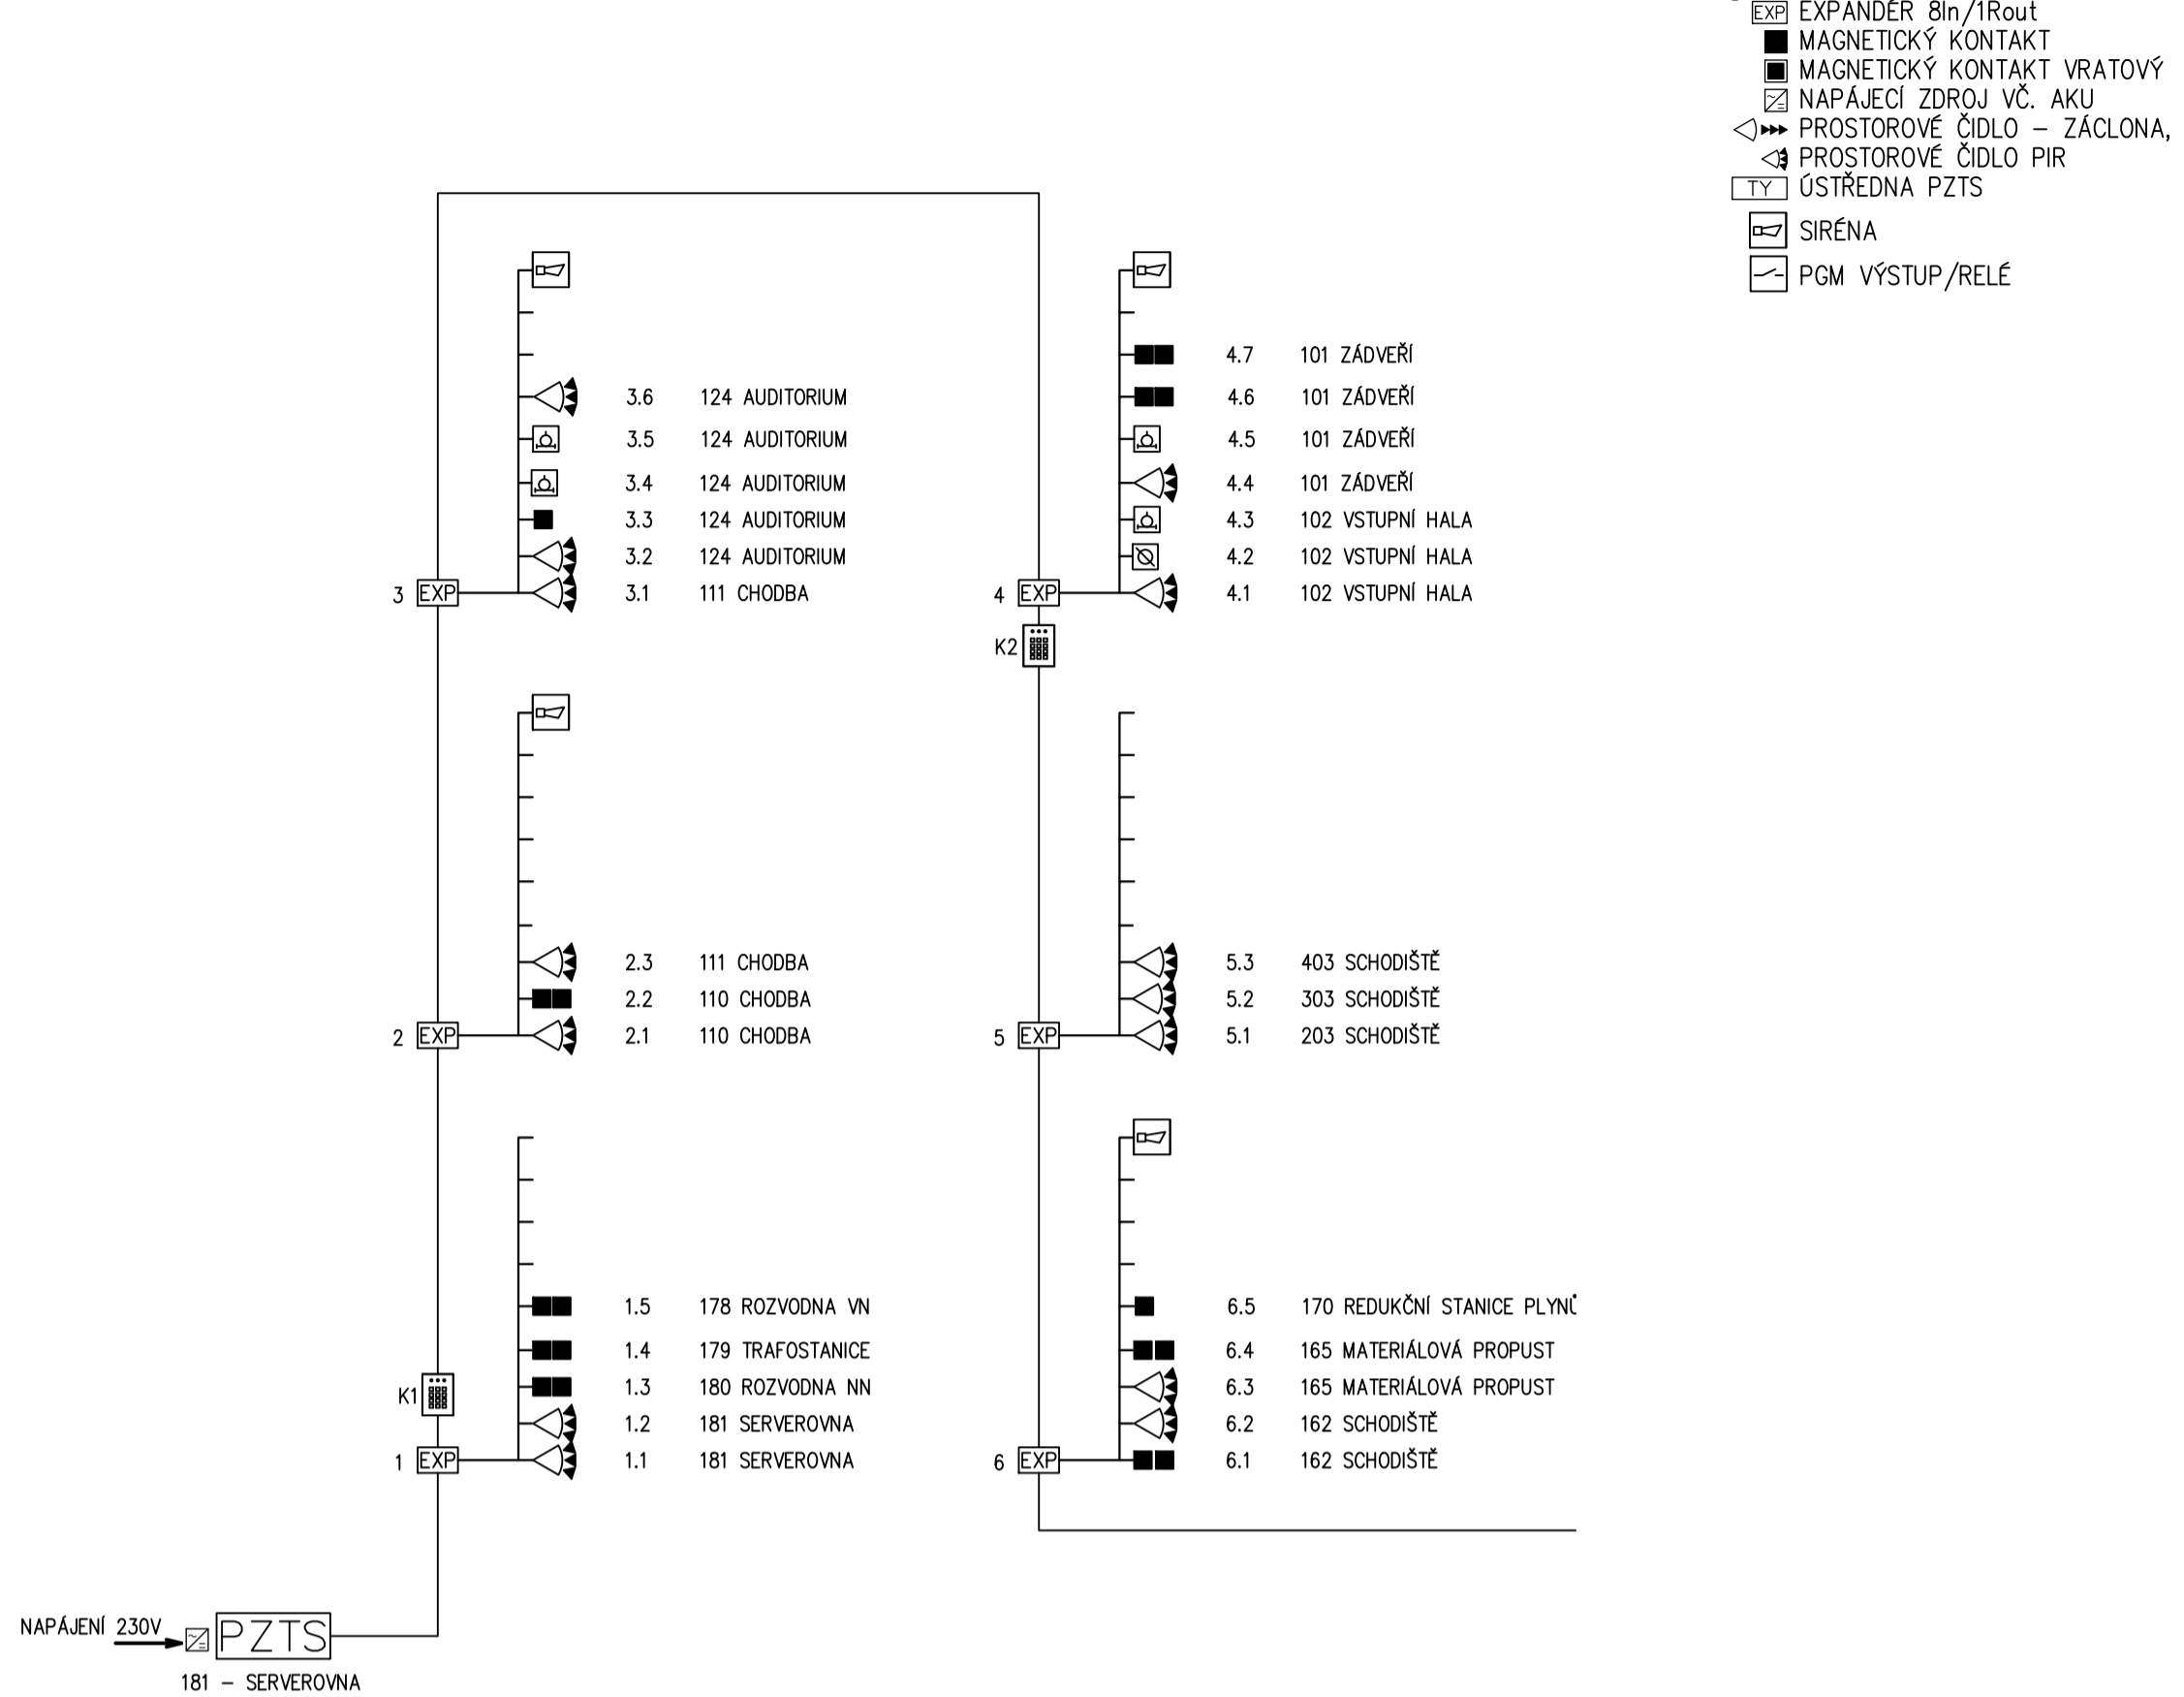 EXP EXPANDÉR 8In/1Rout
MAGNETICKÝ KONTAKT
MAGNETICKÝ KONTAKT VRATOVÝ
NAPÁJECÍ ZDROJ VČ. AKU
PROSTOROVÉ ČIDLO - ZÁCLONA,
PROSTOROVÉ ČIDLO PIR
TY ÚSTŘEDNA PZTS
SIRÉNA
PGM VÝSTUP/RELÉ
3.6 124 AUDITORIUM
3.5 124 AUDITORIUM
3.4 124 AUDITORIUM
3.3 124 AUDITORIUM
3.2 124 AUDITORIUM
3 EXP 3.1 111 CHODBA
4.7 101 ZÁDVEŘÍ
4.6 101 ZÁDVEŘÍ
4.5 101 ZÁDVEŘÍ
4.4 101 ZÁDVEŘÍ
4.3 102 VSTUPNÍ HALA
4.2 102 VSTUPNÍ HALA
4 EXP 4.1 102 VSTUPNÍ HALA
K2
2.3 111 CHODBA
2.2 110 CHODBA
2 EXP 2.1 110 CHODBA
5.3 403 SCHODIŠTĚ
5.2 303 SCHODIŠTĚ
5 EXP 5.1 203 SCHODIŠTĚ
1.5 178 ROZVODNA VN
1.4 179 TRAFOSTANICE
K1 1.3 180 ROZVODNA NN
1.2 181 SERVEROVNA
1 EXP 1.1 181 SERVEROVNA
6.5 170 REDUKČNÍ STANICE
6.4 165 MATERIÁLOVÁ PROPUST
6.3 165 MATERIÁLOVÁ PROPUST
6.2 162 SCHODIŠTĚ
6 EXP 6.1 162 SCHODIŠTĚ
NAPÁJENÍ 230V PZTS
181 - SERVEROVNA